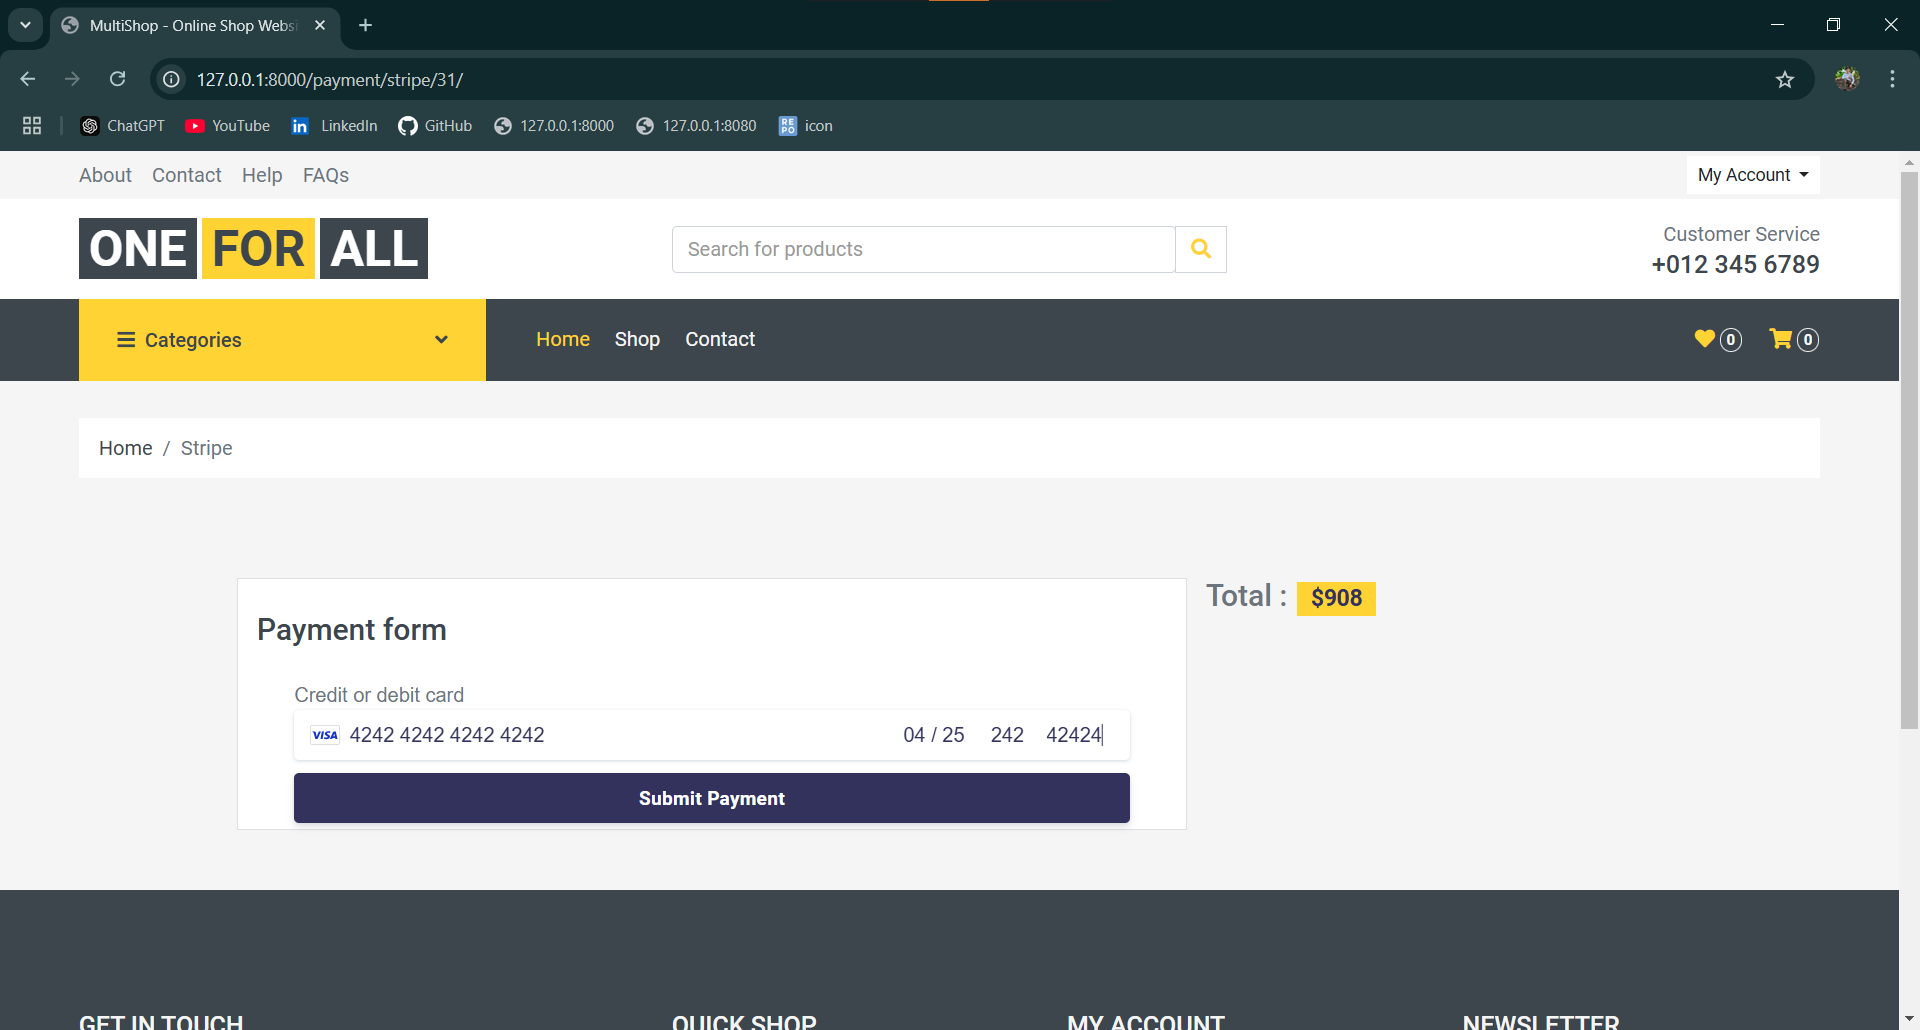 MultiShop - Online Shop Websi
127.0.0.1:8000/payment/stripe/31/
ChatGPT YouTube LinkedIn GitHub 127.0.0.1:8000 127.0.0.1:8080 REPO icon
About Contact Help FAQs My Account
ONE FOR ALL
Search for products
Customer Service
+012 345 6789
Categories
Home Shop Contact 0 0
Home / Stripe
Payment form
Total : $908
Credit or debit card
VISA 4242 4242 4242 4242 04 / 25 242 42424
Submit Payment
GET IN TOUCH QUICK SHOP MY ACCOUNT NEWSLETTER